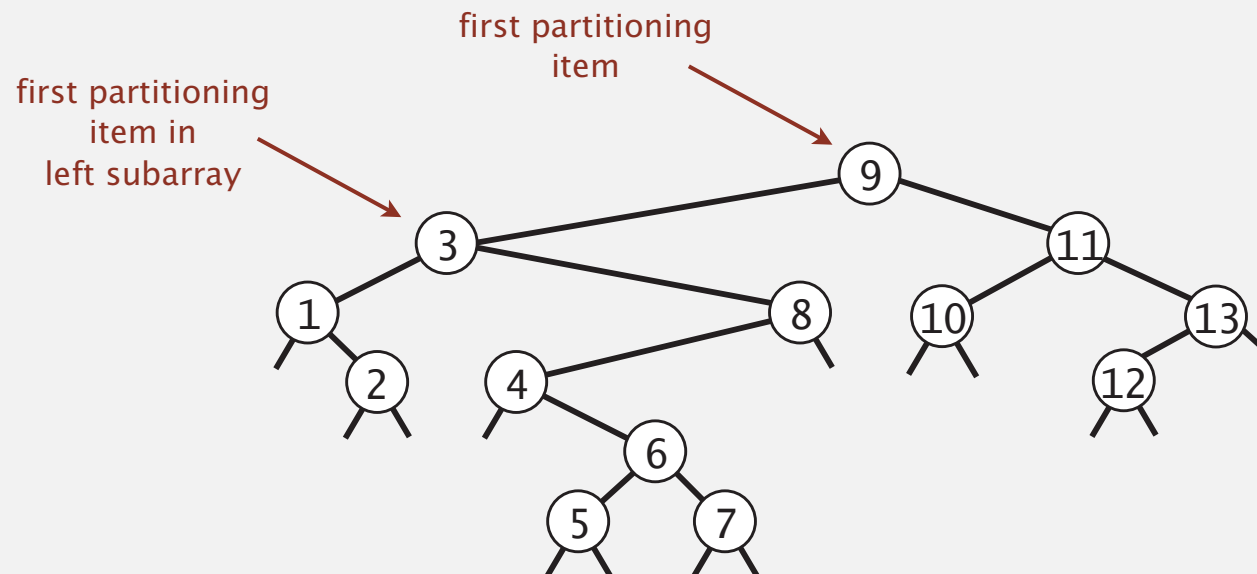 first partitioning
item
first partitioning
item in
left subarray
9
3
11
1
8
10
13
2
4
12
6
5
7